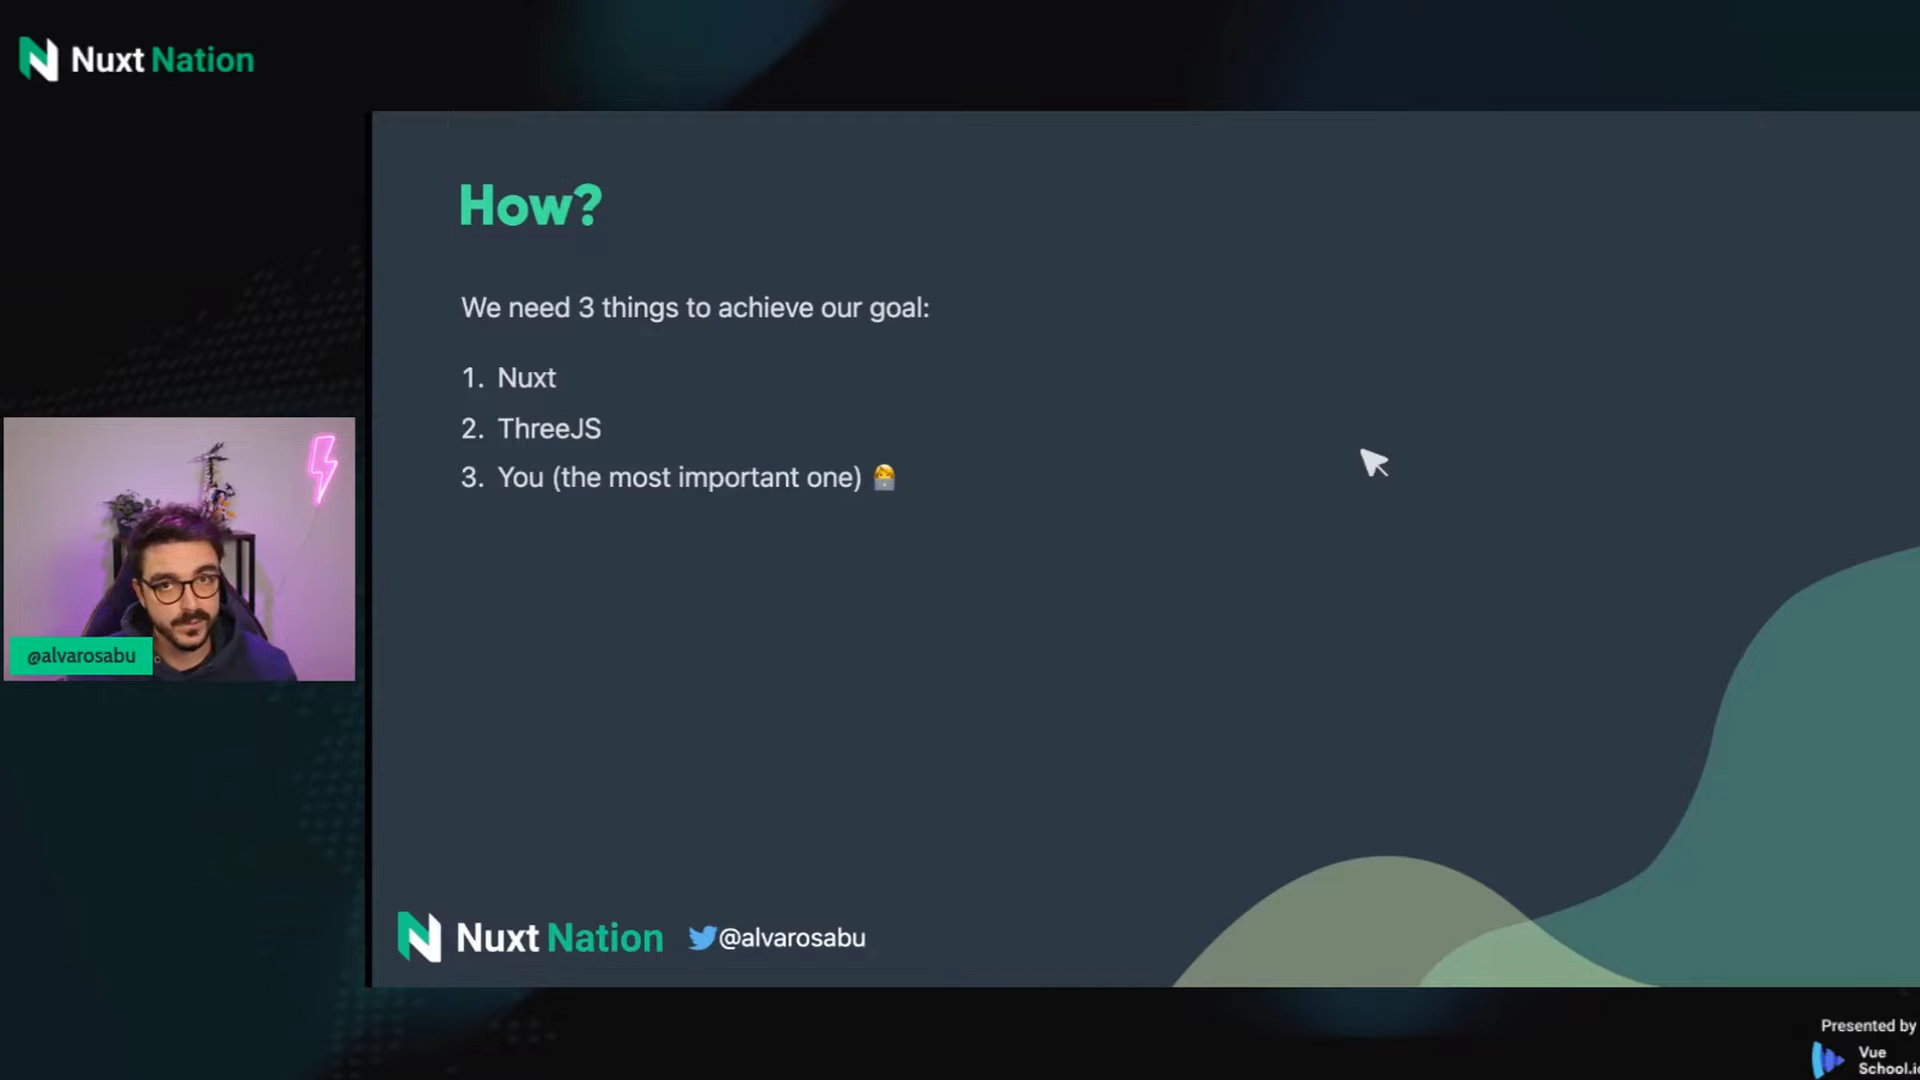 Nuxt Nation
How?
We need 3 things to achieve our goal:
1. Nuxt
2. ThreeJS
3. You (the most important one)
@alvarosabu
Nuxt Nation @alvarosabu
Presented by
Vue
School.io